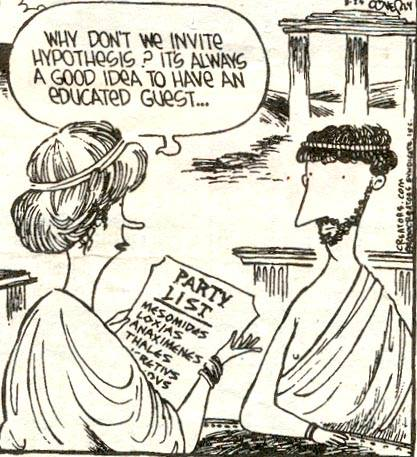 WHY DON'T WE INVITE
HYPOTHESIS? ITS ALWAYS
A GOOD IDEA TO HAVE AN
EDUCATED GUEST...
PARTY
LIST
MESOMIDES
LOXIAS
ANAXIMENES
THALES
CREATORS.COM